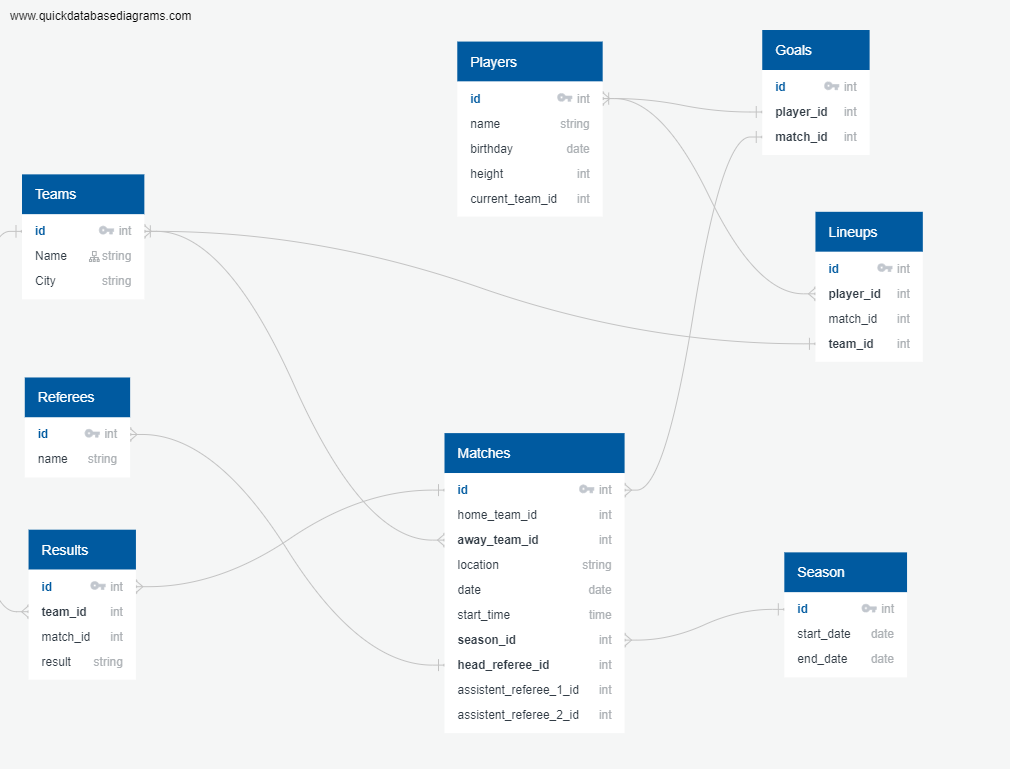 www.quickdatabasediagrams.com
Players
id int
name string
birthday date
height int
current_team_id int
Goals
id int
player_id int
match_id int
Teams
id int
Name string
City string
Lineups
id int
player_id int
match_id int
team_id int
Referees
id int
name string
Matches
id int
home_team_id int
away_team_id int
location string
date date
start_time time
season_id int
head_referee_id int
assistent_referee_1_id int
assistent_referee_2_id int
Results
id int
team_id int
match_id int
result string
Season
id int
start_date date
end_date date